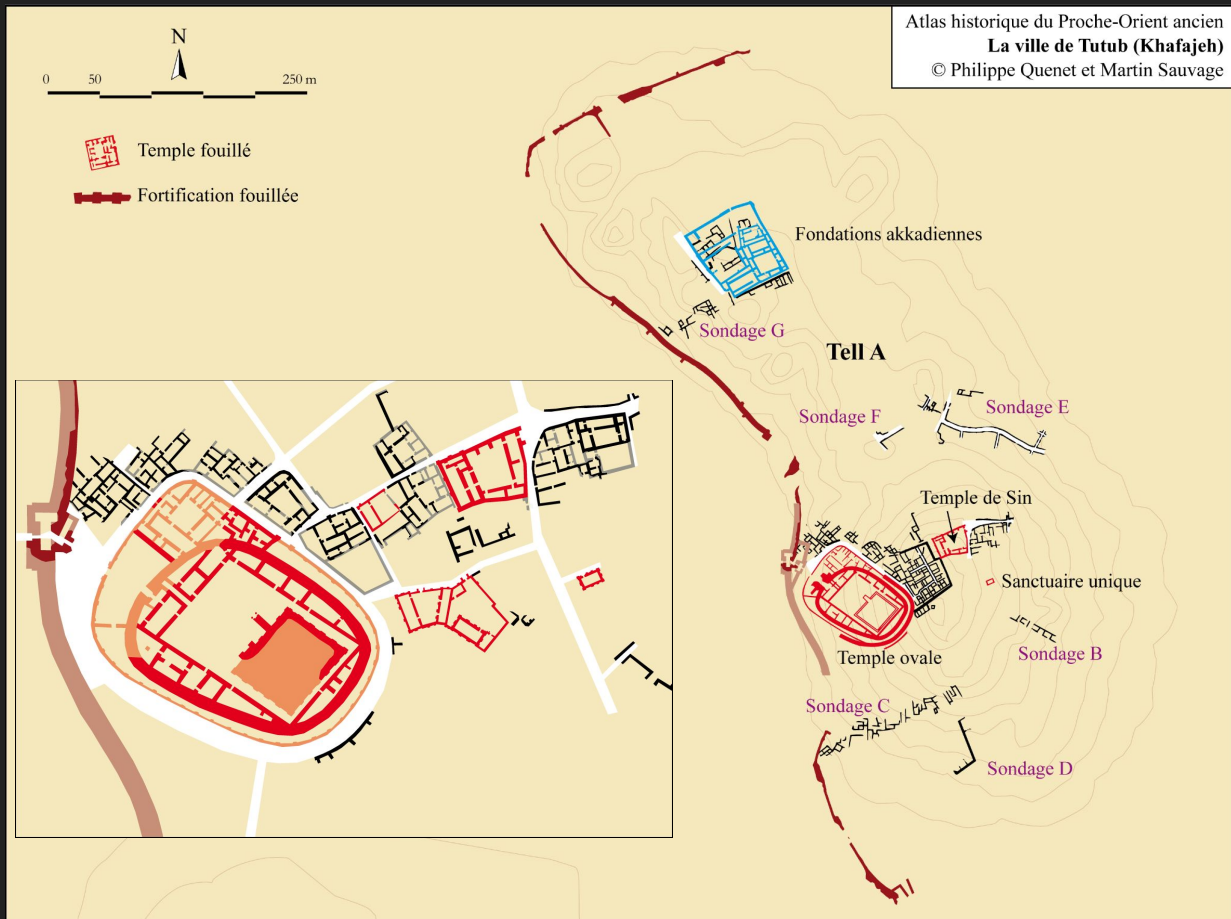 Atlas historique du Proche-Orient ancien
La ville de Tutub (Khafajeh)
© Philippe Quenet et Martin Sauvage
N
0 50 250 m
Temple fouillé
Fortification fouillée
Fondations akkadiennes
Sondage G
Tell A
Sondage F
Sondage E
Temple de Sin
Sanctuaire unique
Sondage B
Temple ovale
Sondage C
Sondage D